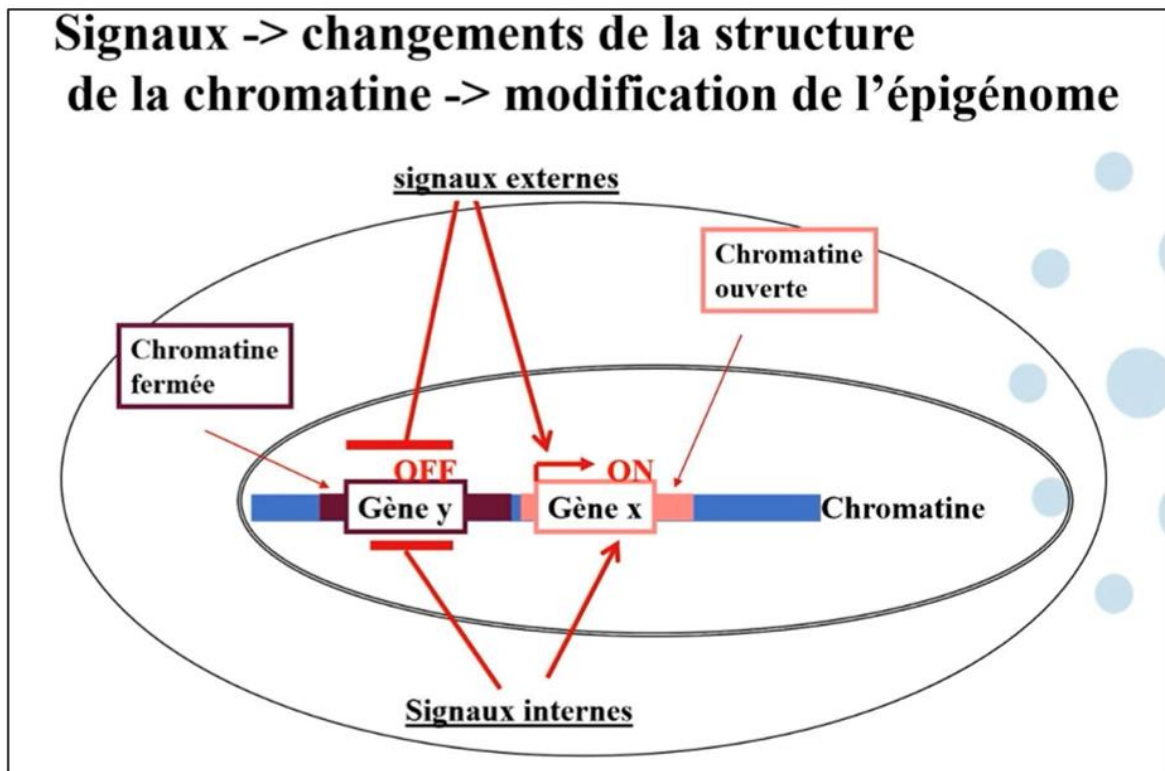 Signaux -> changements de la structure
de la chromatine -> modification de l’épigénome
signaux externes
Chromatine
ouverte
Chromatine
fermée
OFF
ON
Gène y
Gène x
Chromatine
Signaux internes